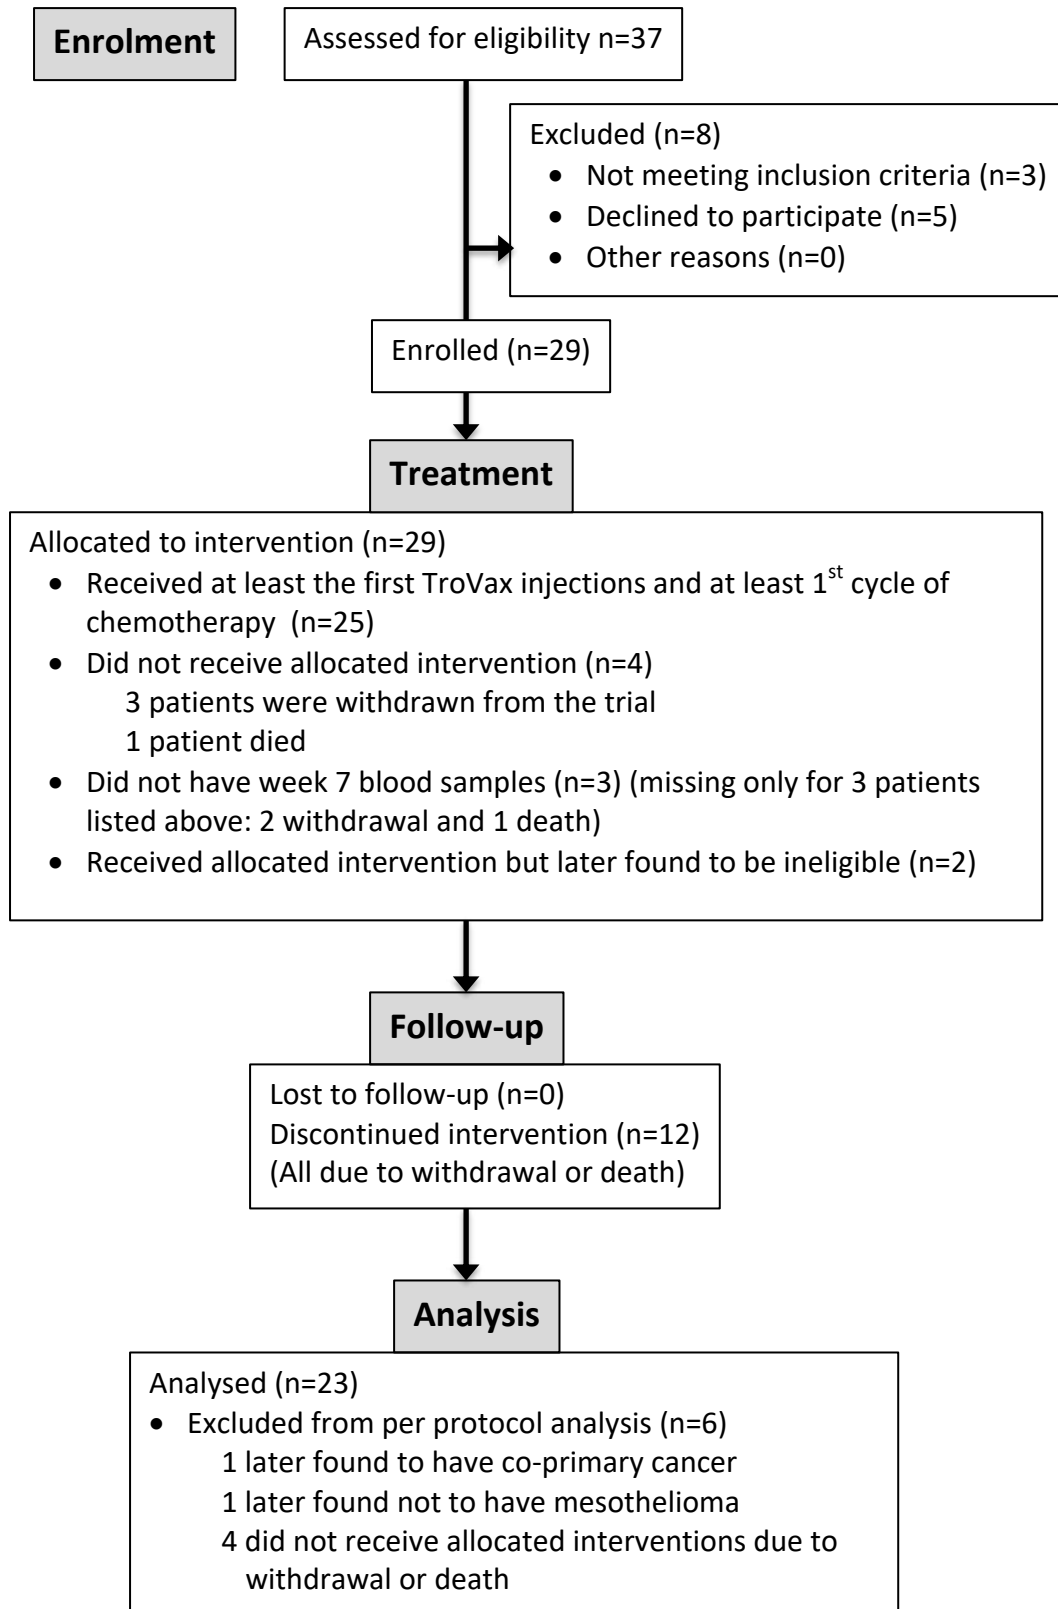 Enrolment
Assessed for eligibility n=37
Excluded (n=8)
• Not meeting inclusion criteria (n=3)
• Declined to participate (n=5)
• Other reasons (n=0)
Enrolled (n=29)
Treatment
Allocated to intervention (n=29)
• Received at least the first TroVax injections and at least 1st cycle of
chemotherapy (n=25)
• Did not receive allocated intervention (n=4)
3 patients were withdrawn from the trial
1 patient died
• Did not have week 7 blood samples (n=3) (missing only for 3 patients
listed above: 2 withdrawal and 1 death)
• Received allocated intervention but later found to be ineligible (n=2)
Follow-up
Lost to follow-up (n=0)
Discontinued intervention (n=12)
(All due to withdrawal or death)
Analysis
Analysed (n=23)
• Excluded from per protocol analysis (n=6)
1 later found to have co-primary cancer
1 later found not to have mesothelioma
4 did not receive allocated interventions due to
withdrawal or death